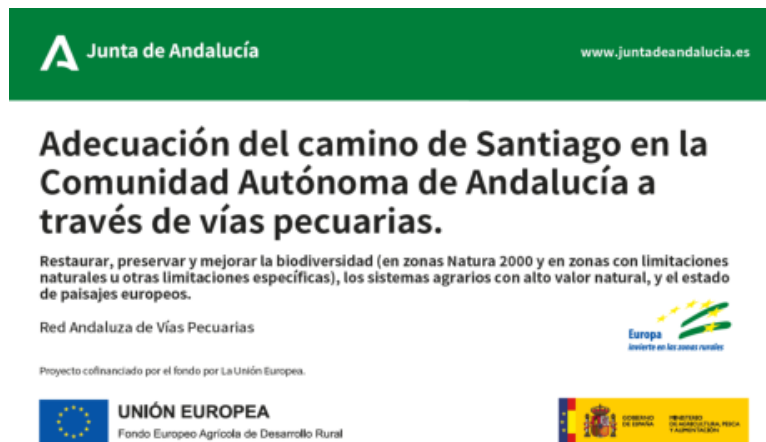 Junta de Andalucía
www.juntadeandalucia.es
Adecuación del camino de Santiago en la
Comunidad Autónoma de Andalucía a
través de vías pecuarias.
Restaurar, preservar y mejorar la biodiversidad (en zonas Natura 2000 y en zonas con limitaciones
naturales u otras limitaciones específicas), los sistemas agrarios con alto valor natural, y el estado
de paisajes europeos.
Red Andaluza de Vías Pecuarias
Europa
invierte en las zonas rurales
Proyecto cofinanciado por el fondo por La Unión Europea.
UNIÓN EUROPEA
Fondo Europeo Agrícola de Desarrollo Rural
GOBIERNO
DE ESPAÑA
MINISTERIO
DE AGRICULTURA, PESCA
Y ALIMENTACIÓN